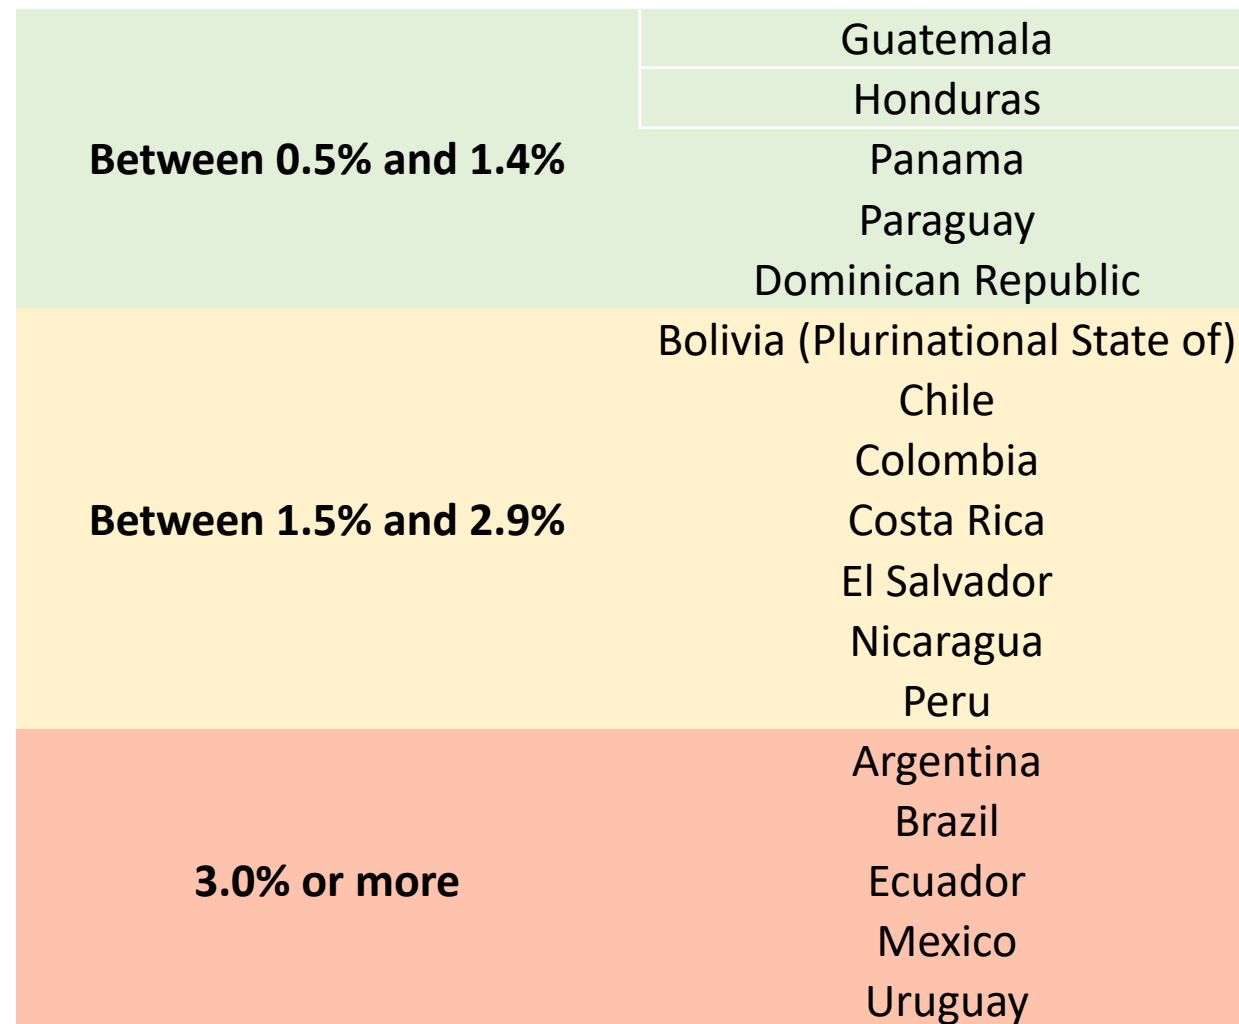 Between 0.5% and 1.4%
Guatemala
Honduras
Panama
Paraguay
Dominican Republic
Between 1.5% and 2.9%
Bolivia (Plurinational State of)
Chile
Colombia
Costa Rica
El Salvador
Nicaragua
Peru
3.0% or more
Argentina
Brazil
Ecuador
Mexico
Uruguay